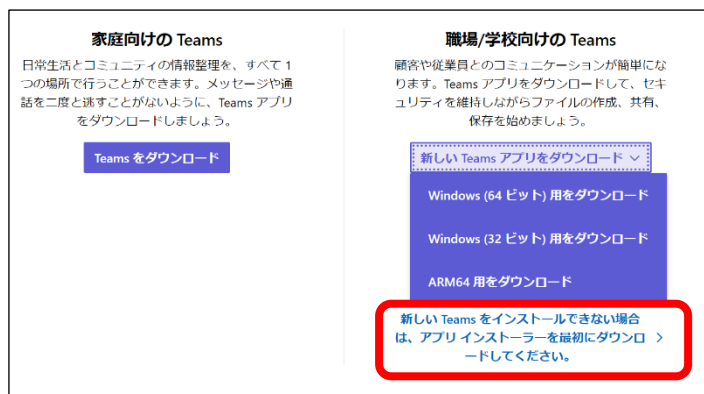 家庭向けの Teams
日常生活とコミュニティの情報整理を、すべて 1
つの場所で行うことができます。メッセージや通
話を二度と逃すことがないように、Teams アプリ
をダウンロードしましょう。
Teams をダウンロード
職場/学校向けの Teams
顧客や従業員とのコミュニケーションが簡単にな
ります。Teams アプリをダウンロードして、セキ
ュリティを維持しながらファイルの作成、共有、
保存を始めましょう。
新しい Teams アプリをダウンロード
Windows (64 ビット) 用をダウンロード
Windows (32 ビット) 用をダウンロード
ARM64 用をダウンロード
新しい Teams をインストールできない場合
は、アプリ インストーラーを最初にダウンロ
ードしてください。